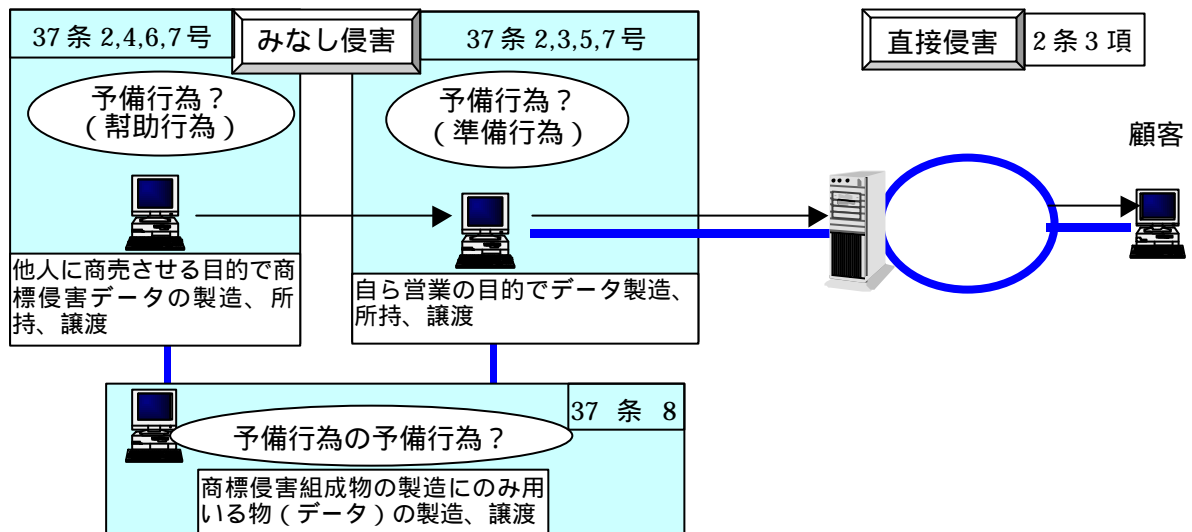 37条2,4,6,7号
みなし侵害
37条2,3,5,7号
直接侵害
2条3項
予備行為?
(幇助行為)
予備行為?
(準備行為)
顧客
他人に商売させる目的で商
標侵害データの製造、所
持、譲渡
自ら営業の目的でデータ製造、
所持、譲渡
37 条 8
予備行為の予備行為?
商標侵害組成物の製造にのみ用
いる物(データ)の製造、譲渡